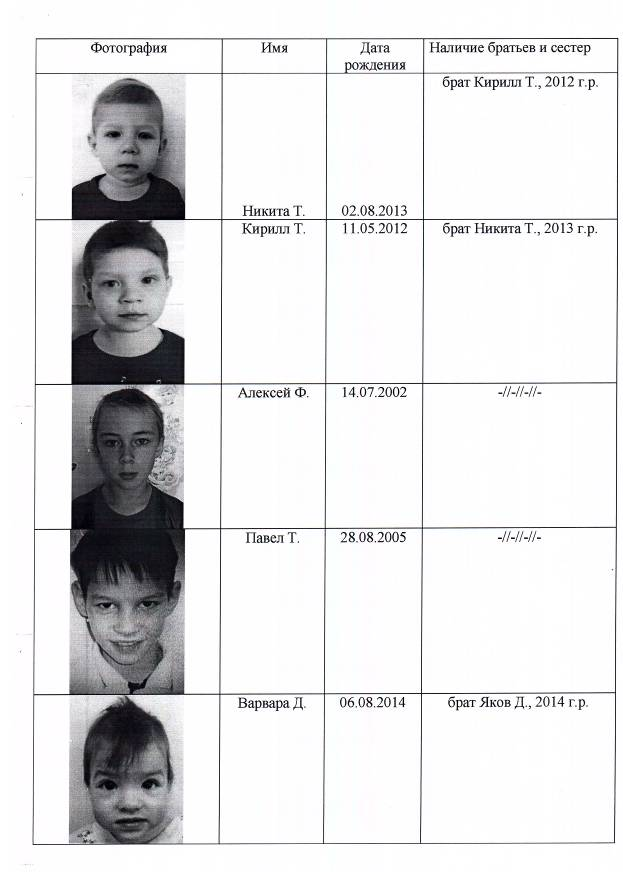 Фотография Имя Дата рождения Наличие братьев и сестер
Никита Т. 02.08.2013 брат Кирилл Т., 2012 г.р.
Кирилл Т. 11.05.2012 брат Никита Т., 2013 г.р.
Алексей Ф. 14.07.2002 -//-//-//-
Павел Т. 28.08.2005 -//-//-//-
Варвара Д. 06.08.2014 брат Яков Д., 2014 г.р.